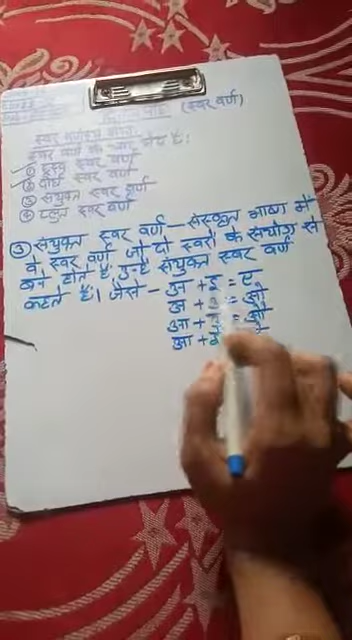 (स्वर वर्ण)
स्वर वर्ण के चार भेद हैं।
① ह्रस्व स्वर वर्ण
② दीर्घ स्वर वर्ण
③ संयुक्त स्वर वर्ण
④ प्लुत स्वर वर्ण
③ संयुक्त स्वर वर्ण - संस्कृत भाषा में
वे स्वर वर्ण जो दो स्वरों के संयोग से
बने होते हैं, उन्हें संयुक्त स्वर वर्ण
कहते हैं। जैसे - अ + इ = ए
अ + = ओ
आ + = औ
आ +